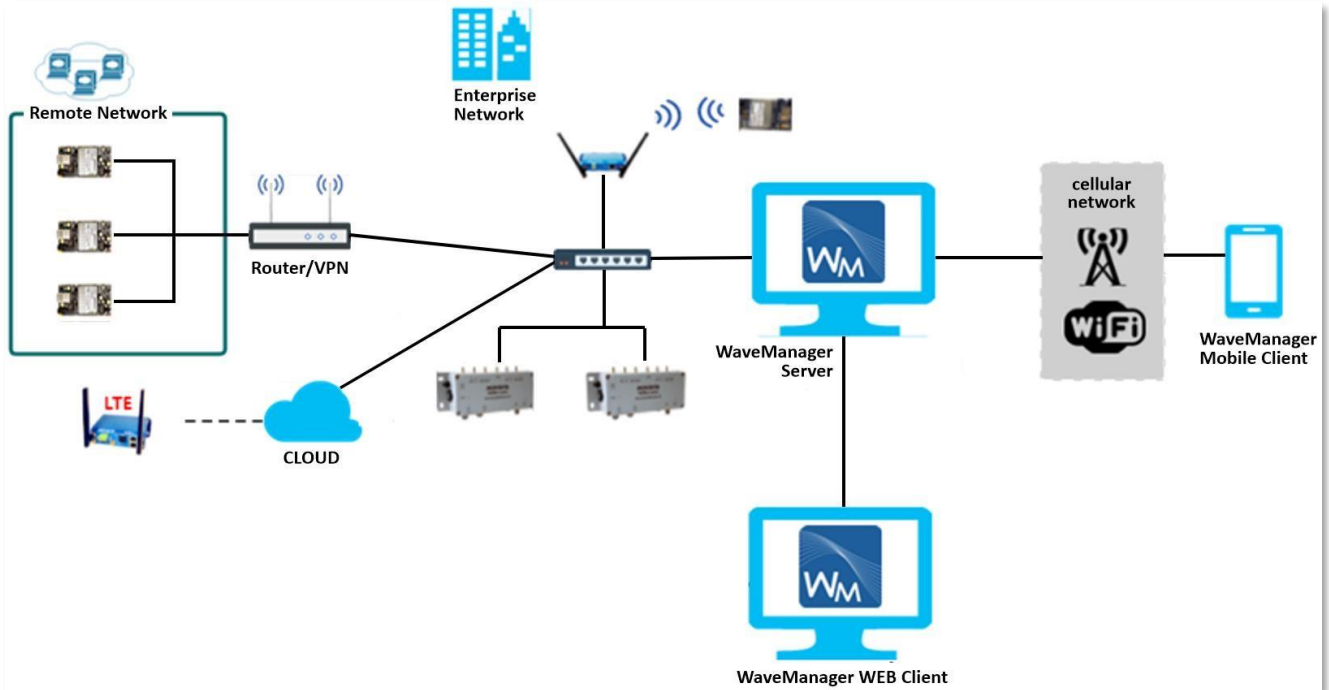 Enterprise
Network
Remote Network
cellular
network
WM
Router/VPN
WiFi
WaveManager
Server
WaveManager
Mobile Client
LTE
CLOUD
WM
WaveManager WEB Client